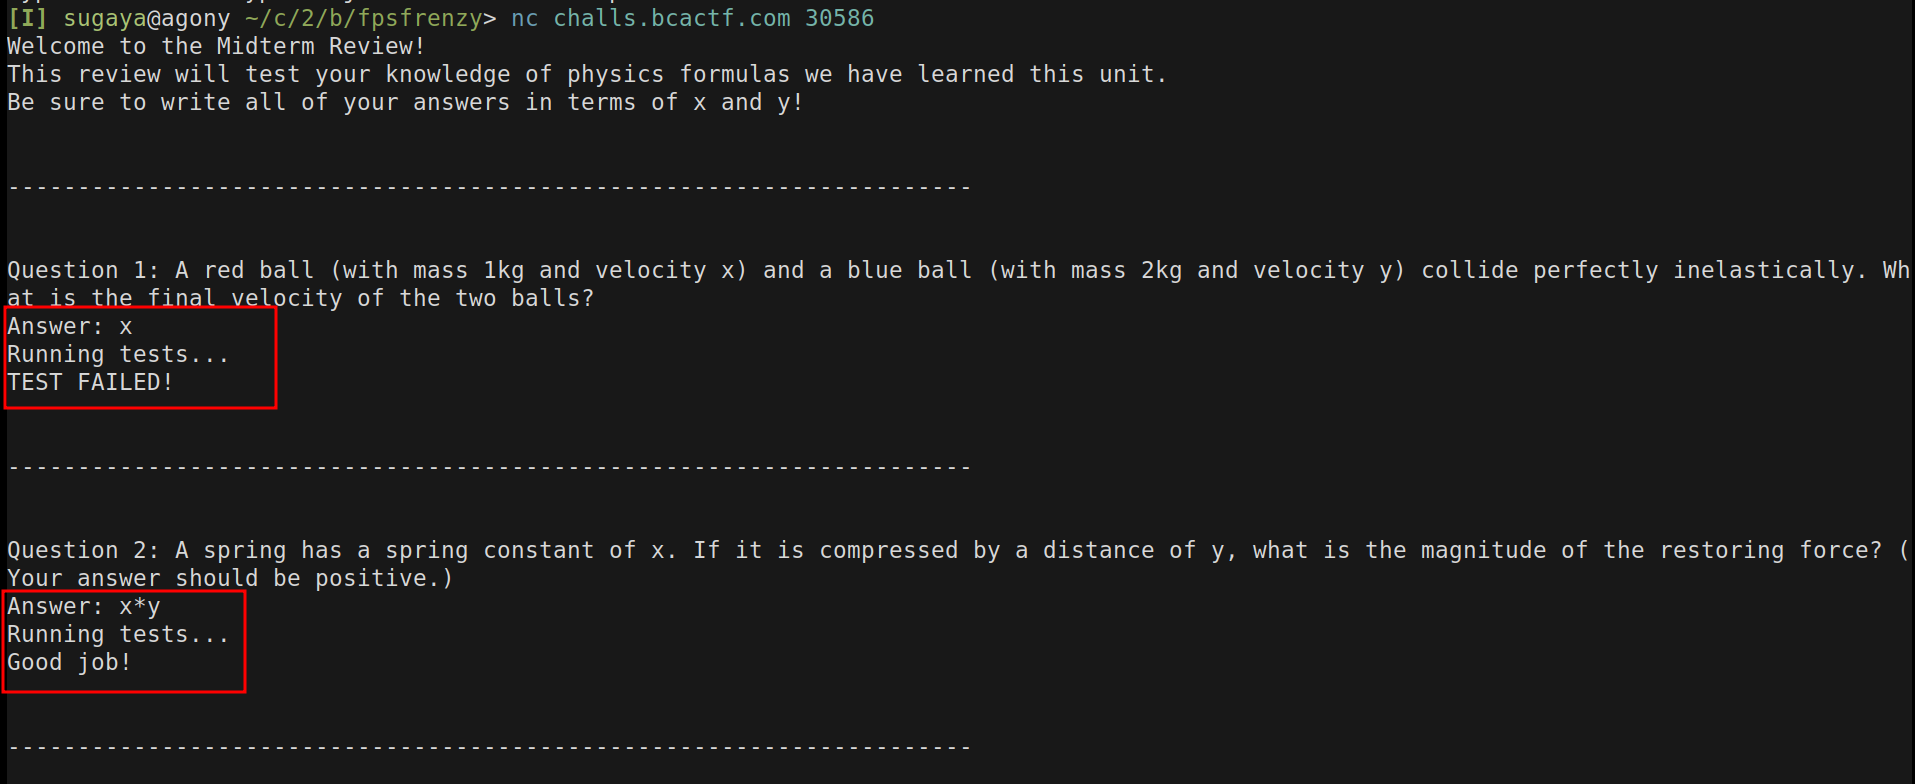 [I] sugaya@agony ~/c/2/b/fpsfrenzy> nc challs.bcactf.com 30586
Welcome to the Midterm Review!
This review will test your knowledge of physics formulas we have learned this unit.
Be sure to write all of your answers in terms of x and y!
---------------------------------------------------------------------
Question 1: A red ball (with mass 1kg and velocity x) and a blue ball (with mass 2kg and velocity y) collide perfectly inelastically. Wh
at is the final velocity of the two balls?
Answer: x
Running tests...
TEST FAILED!
---------------------------------------------------------------------
Question 2: A spring has a spring constant of x. If it is compressed by a distance of y, what is the magnitude of the restoring force? (
Your answer should be positive.)
Answer: x*y
Running tests...
Good job!
---------------------------------------------------------------------